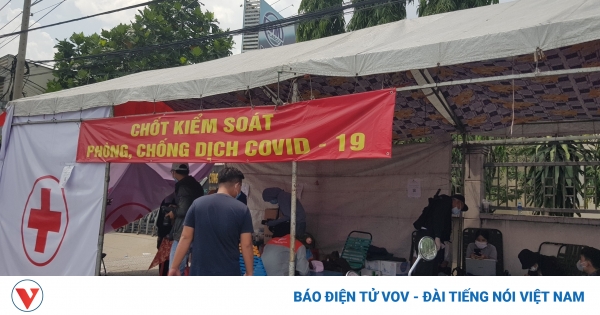 CHỐT KIỂM SOÁT
PHÒNG, CHỐNG DỊCH COVID - 19
BÁO ĐIỆN TỬ VOV - ĐÀI TIẾNG NÓI VIỆT NAM